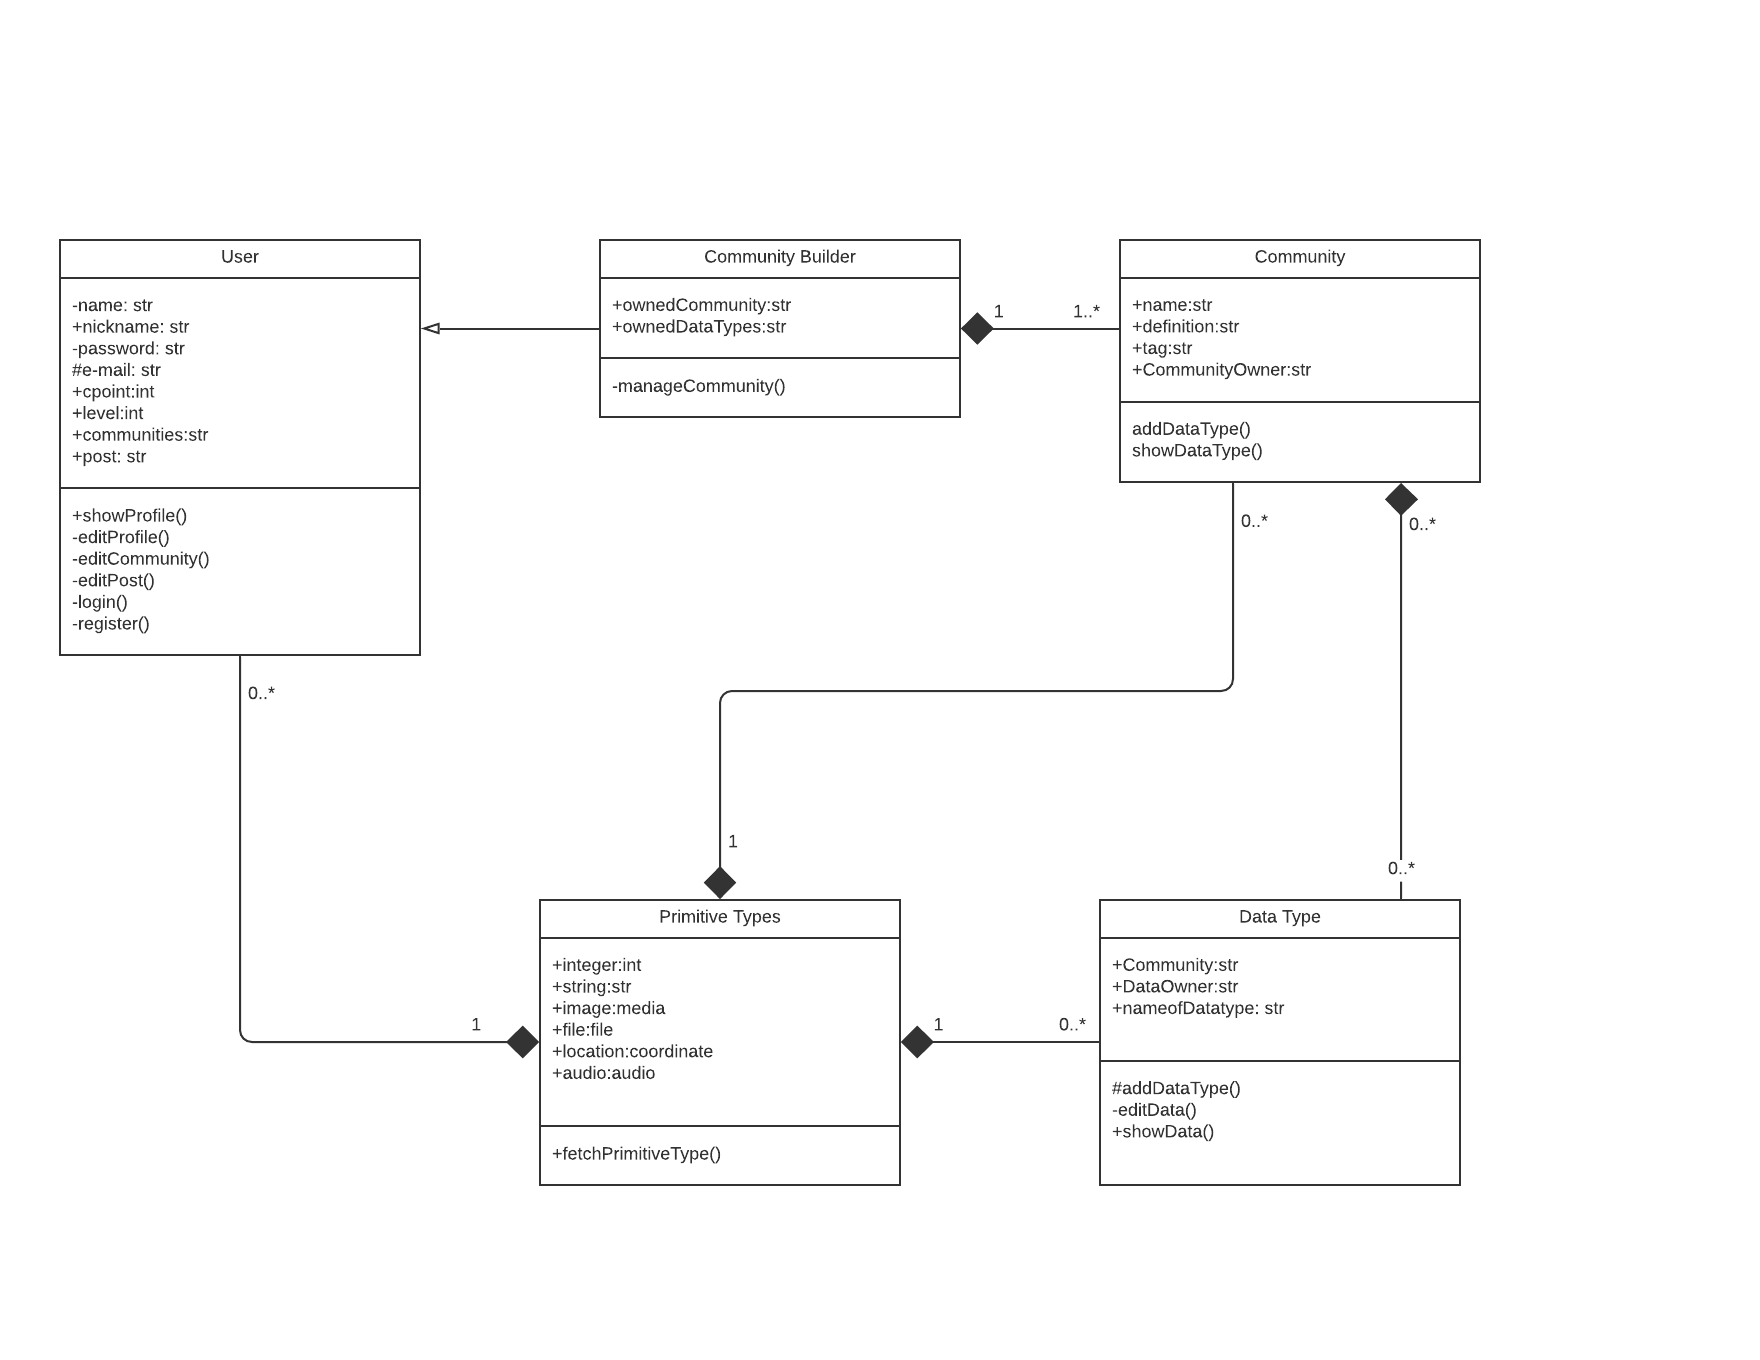 User
-name: str
+nickname: str
-password: str
#e-mail: str
+cpoint:int
+level:int
+communities:str
+post: str
+showProfile()
-editProfile()
-editCommunity()
-editPost()
-login()
-register()
0..*
Community Builder
+ownedCommunity:str
+ownedDataTypes:str
-manageCommunity()
1
1..*
Community
+name:str
+definition:str
+tag:str
+CommunityOwner:str
addDataType()
showDataType()
0..*
0..*
1
0..*
1
Primitive Types
+integer:int
+string:str
+image:media
+file:file
+location:coordinate
+audio:audio
+fetchPrimitiveType()
1
0..*
Data Type
+Community:str
+DataOwner:str
+nameofDatatype: str
#addDataType()
-editData()
+showData()